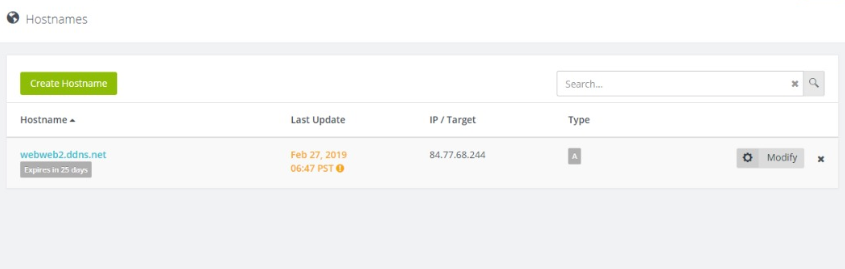 Hostnames
Create Hostname
Search...
Hostname Last Update IP / Target Type
webweb2.ddns.net Feb 27, 2019 84.77.68.244 A Modify
Expires in 25 days 06:47 PST